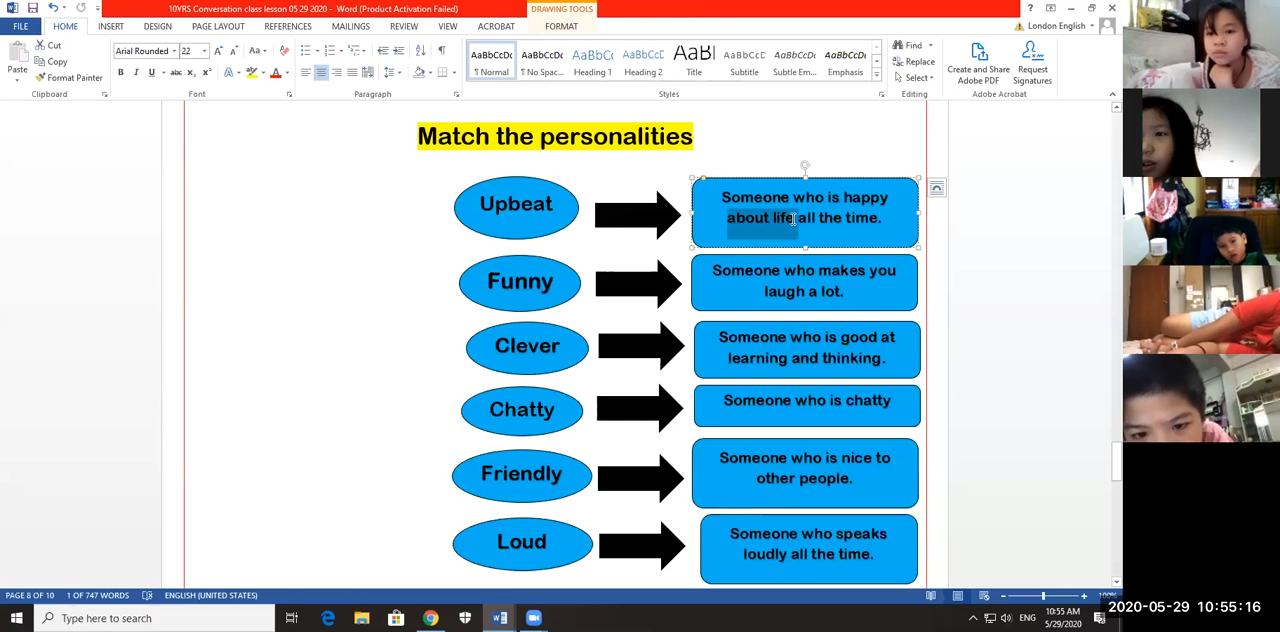 10YRS Conversation class lesson 05 29 2020 - Word (Product Activation Failed)
DRAWING TOOLS
FILE HOME INSERT DESIGN PAGE LAYOUT REFERENCES MAILINGS REVIEW VIEW ACROBAT FORMAT
London English
Paste
Cut
Copy
Format Painter
Clipboard
Arial Rounded 22
Font
Paragraph
AaBbCcDc AaBbCcDc AaBbCc AaBbCcD AaBl AaBbCcD AaBbCcDc AaBbCcDc
¶ Normal ¶ No Spac... Heading 1 Heading 2 Title Subtitle Subtle Em... Emphasis
Styles
Find
Replace
Select
Editing
Create and Share
Adobe PDF
Request
Signatures
Adobe Acrobat
Match the personalities
Upbeat
Someone who is happy
about life all the time.
Funny
Someone who makes you
laugh a lot.
Clever
Someone who is good at
learning and thinking.
Chatty
Someone who is chatty
Friendly
Someone who is nice to
other people.
Loud
Someone who speaks
loudly all the time.
PAGE 8 OF 10 1 OF 747 WORDS ENGLISH (UNITED STATES)
100%
Type here to search
ENG
10:55 AM
5/29/2020
2020-05-29 10:55:16